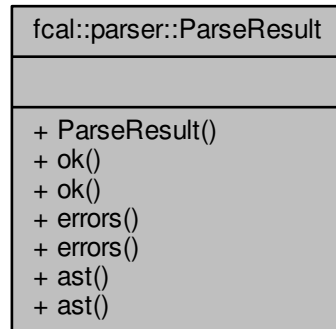 fcal::parser::ParseResult
+ ParseResult()
+ ok()
+ ok()
+ errors()
+ errors()
+ ast()
+ ast()